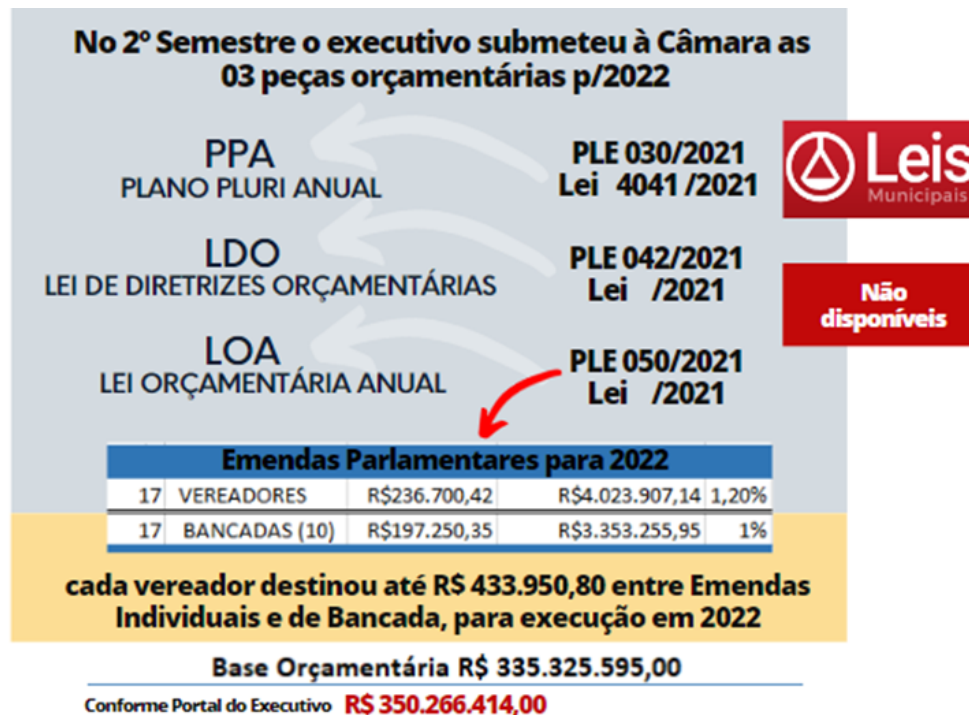 No 2º Semestre o executivo submeteu à Câmara as
03 peças orçamentárias p/2022
PPA
PLANO PLURI ANUAL
PLE 030/2021
Lei 4041 /2021
Leis
Municipais
LDO
LEI DE DIRETRIZES ORÇAMENTÁRIAS
PLE 042/2021
Lei /2021
Não
disponíveis
LOA
LEI ORÇAMENTÁRIA ANUAL
PLE 050/2021
Lei /2021
Emendas Parlamentares para 2022
17 VEREADORES R$236.700,42 R$4.023.907,14 1,20%
17 BANCADAS (10) R$197.250,35 R$3.353.255,95 1%
cada vereador destinou até R$ 433.950,80 entre Emendas
Individuais e de Bancada, para execução em 2022
Base Orçamentária R$ 335.325.595,00
Conforme Portal do Executivo R$ 350.266.414,00